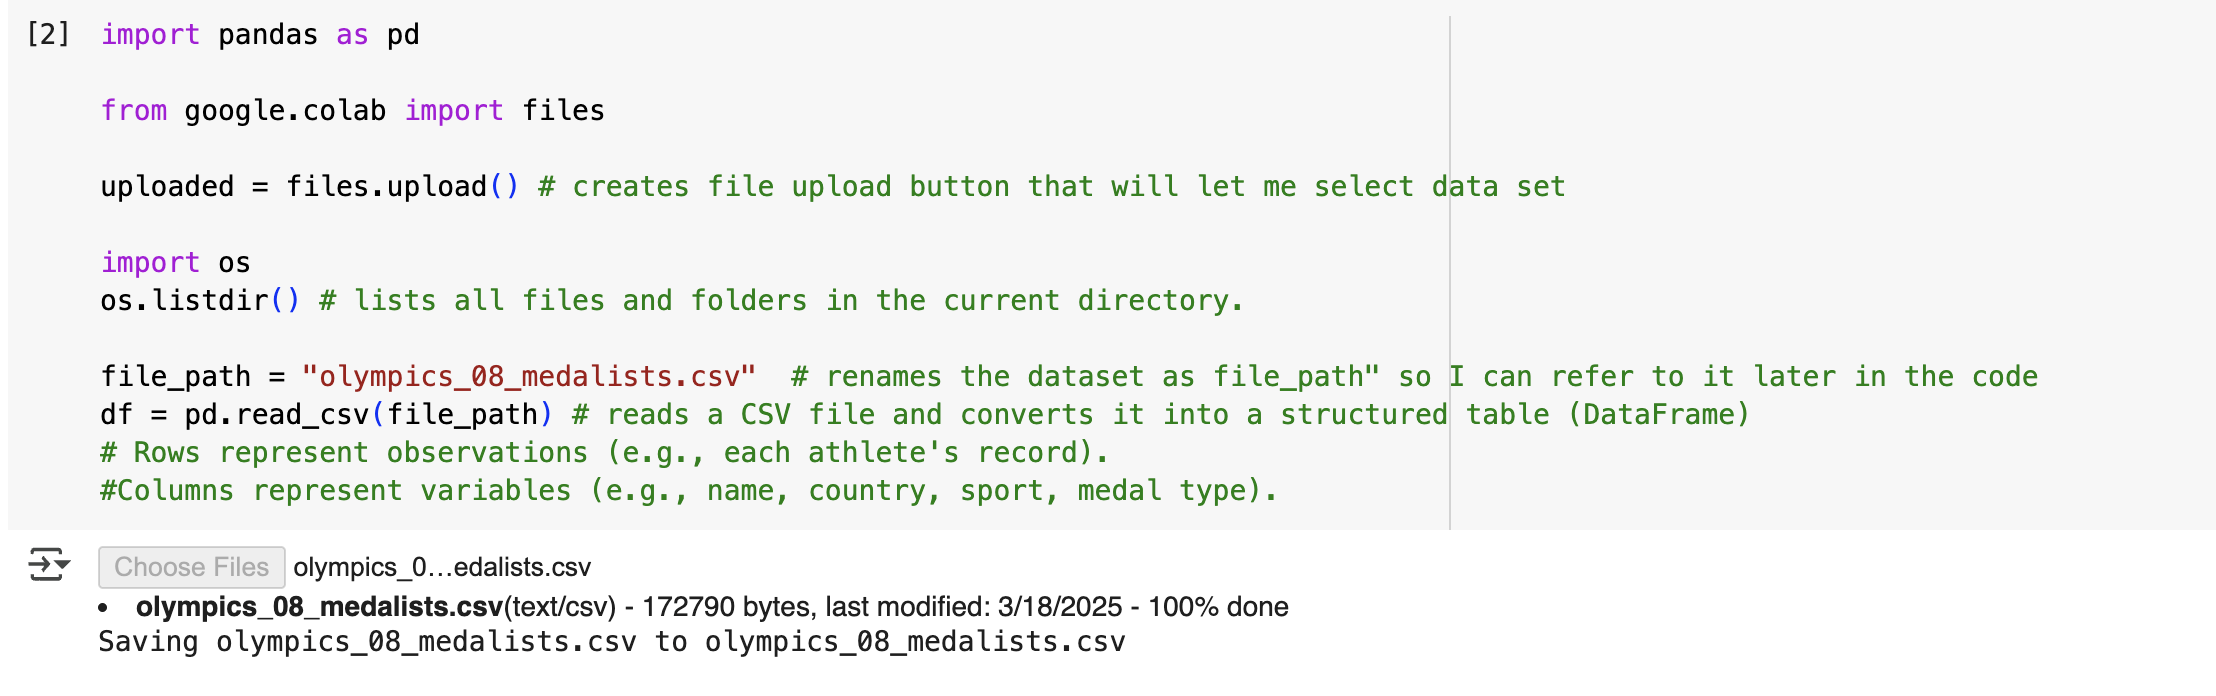 [2] import pandas as pd
from google.colab import files
uploaded = files.upload() # creates file upload button that will let me select data set
import os
os.listdir() # lists all files and folders in the current directory.
file_path = "olympics_08_medalists.csv"  # renames the dataset as file_path" so I can refer to it later in the code
df = pd.read_csv(file_path) # reads a CSV file and converts it into a structured table (DataFrame)
# Rows represent observations (e.g., each athlete's record).
#Columns represent variables (e.g., name, country, sport, medal type).
Choose Files olympics_0...edalists.csv
• olympics_08_medalists.csv(text/csv) - 172790 bytes, last modified: 3/18/2025 - 100% done
Saving olympics_08_medalists.csv to olympics_08_medalists.csv